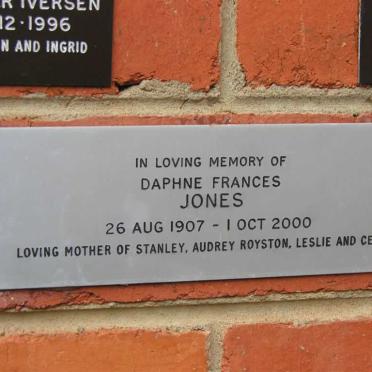 IVERSEN
12·1996
AND INGRID
IN LOVING MEMORY OF
DAPHNE FRANCES
JONES
26 AUG 1907 - 1 OCT 2000
LOVING MOTHER OF STANLEY, AUDREY ROYSTON, LESLIE AND CE